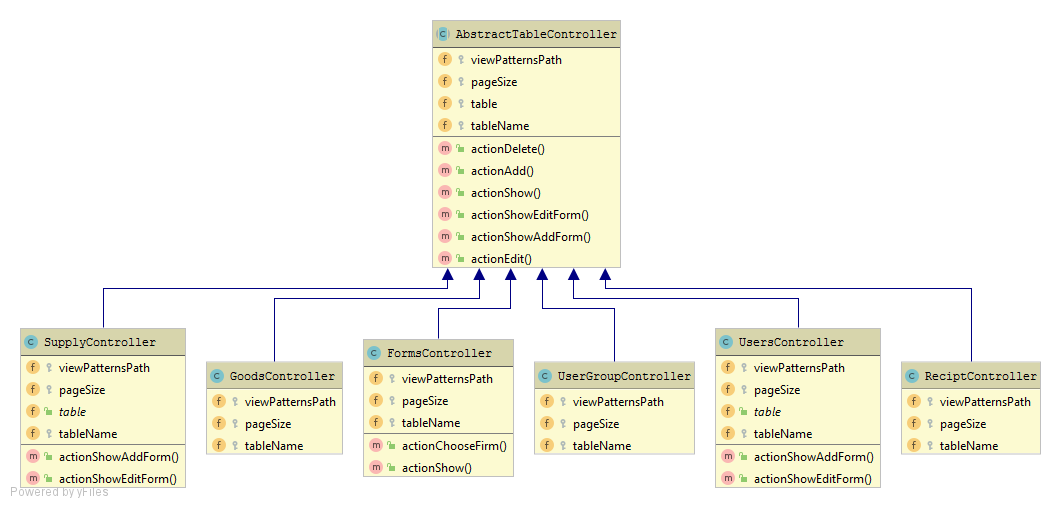 AbstractTableController
viewPatternsPath
pageSize
table
tableName
actionDelete()
actionAdd()
actionShow()
actionShowEditForm()
actionShowAddForm()
actionEdit()
SupplyController
viewPatternsPath
pageSize
table
tableName
actionShowAddForm()
actionShowEditForm()
GoodsController
viewPatternsPath
pageSize
tableName
FormsController
viewPatternsPath
pageSize
tableName
actionChooseFirm()
actionShow()
UserGroupController
viewPatternsPath
pageSize
tableName
UsersController
viewPatternsPath
pageSize
table
tableName
actionShowAddForm()
actionShowEditForm()
ReciptController
viewPatternsPath
pageSize
tableName
Powered by yFiles